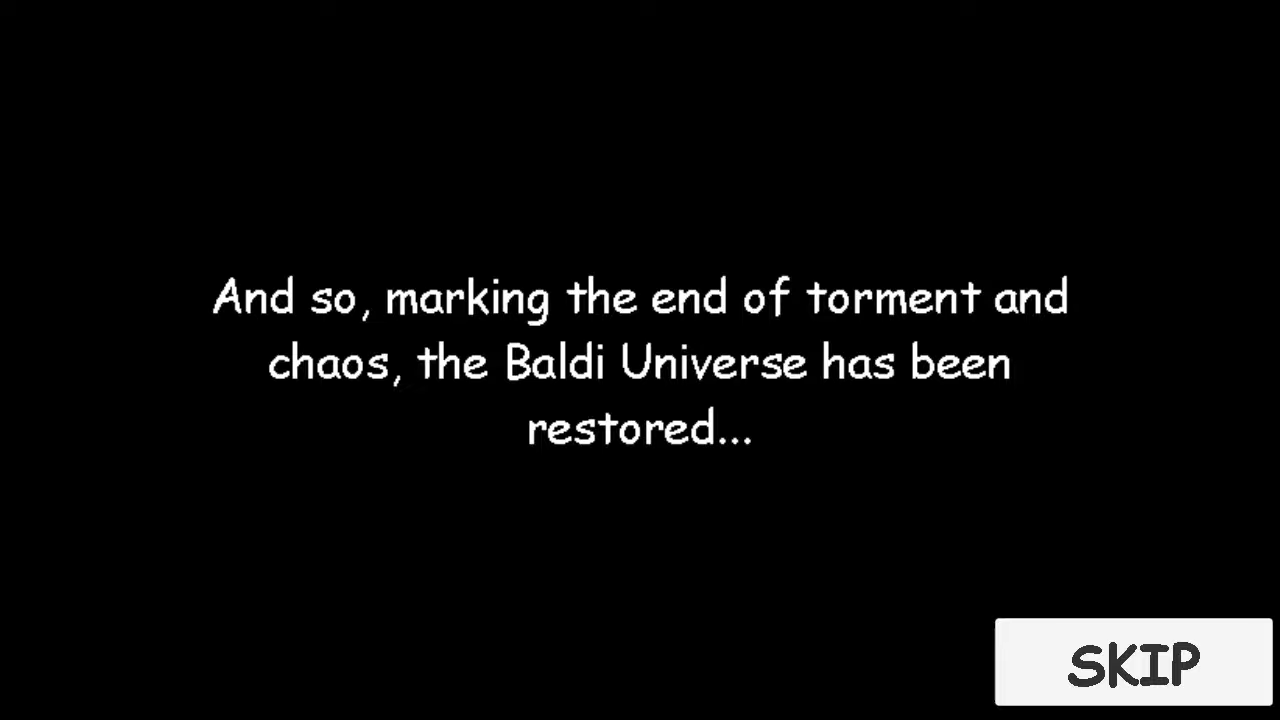 And so, marking the end of torment and
chaos, the Baldi Universe has been
restored...
SKIP